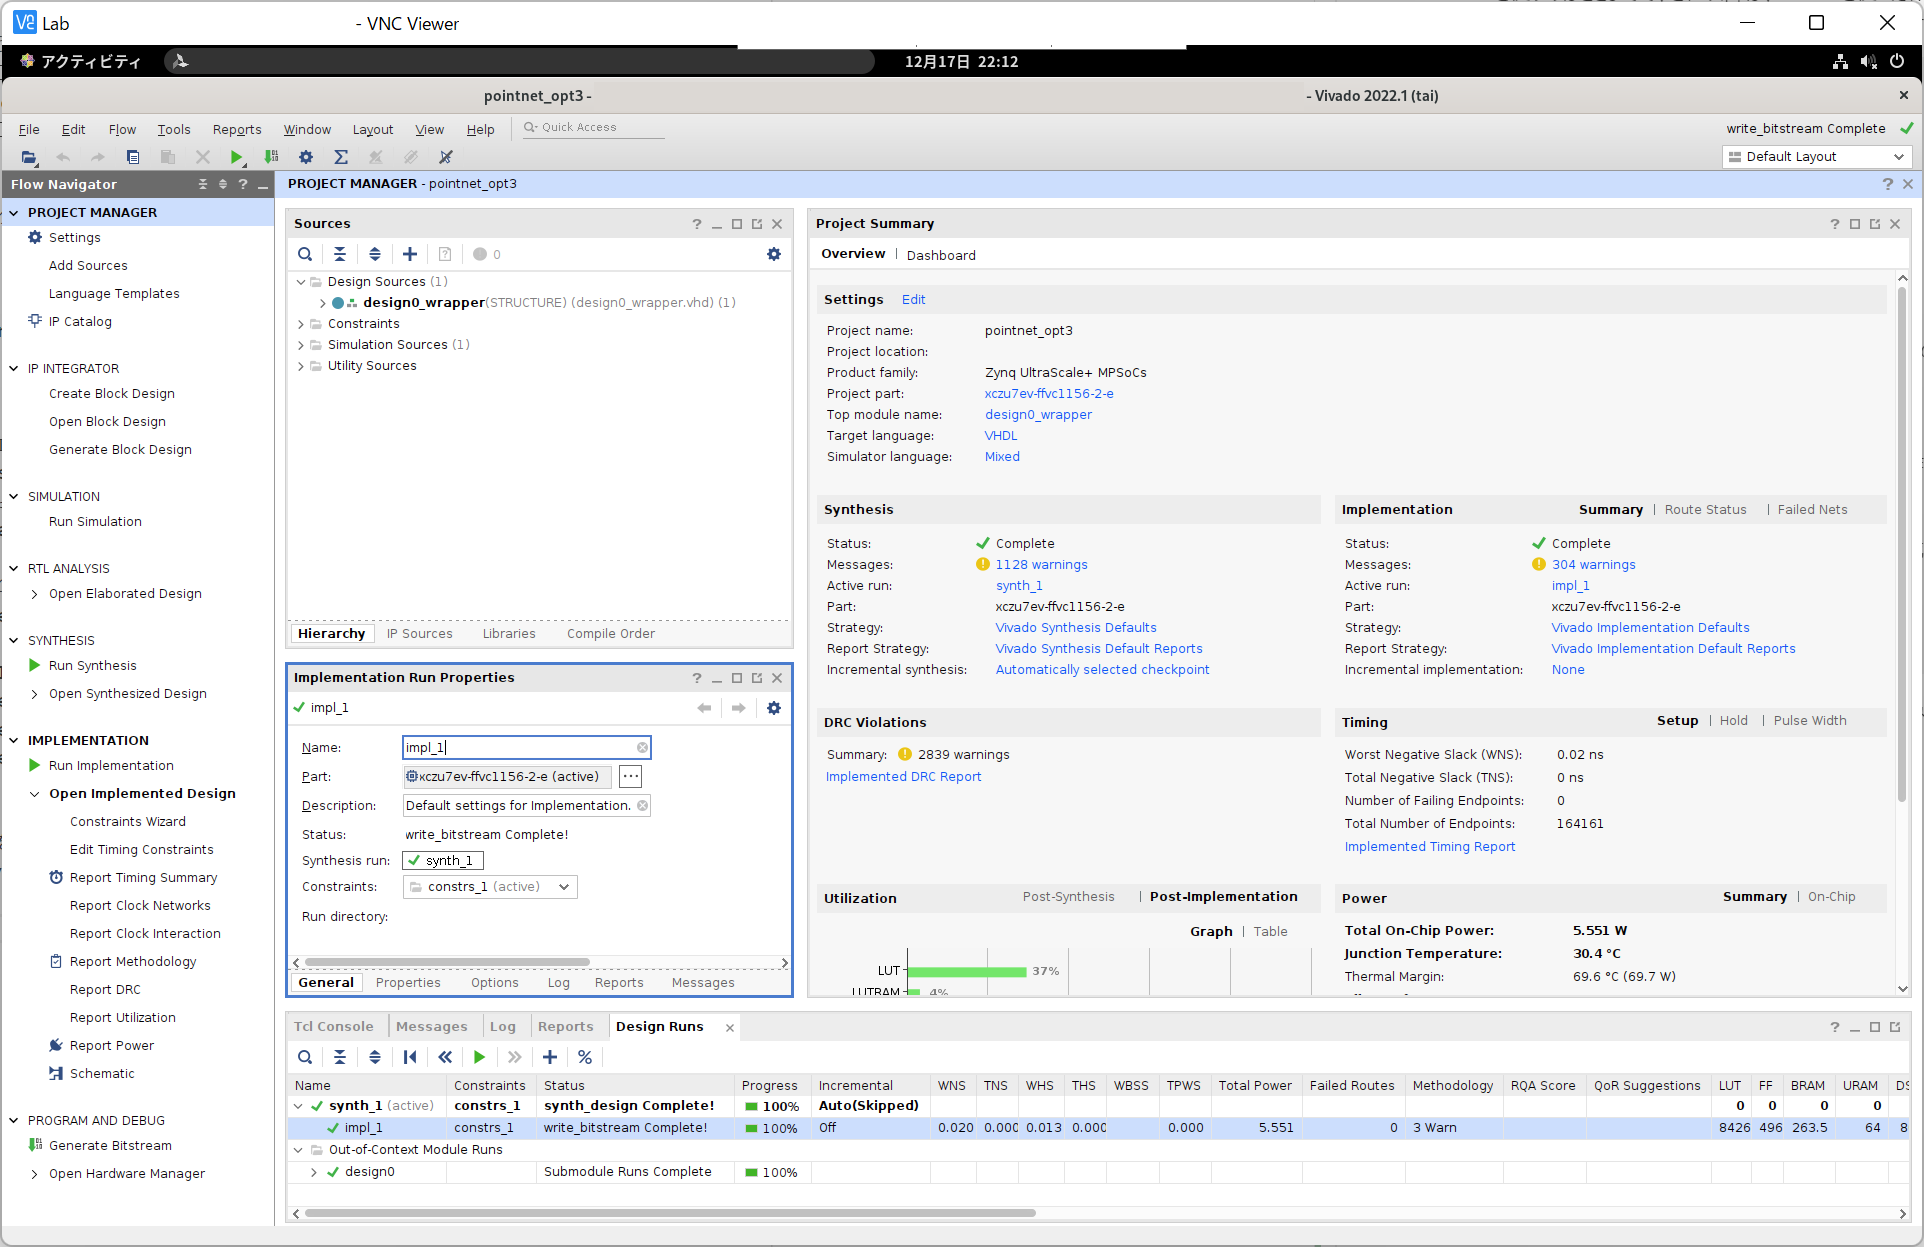 Lab - VNC Viewer
アクティビティ 12月17日 22:12
pointnet_opt3 - - Vivado 2022.1 (tai)
File Edit Flow Tools Reports Window Layout View Help Quick Access write_bitstream Complete
Default Layout
Flow Navigator
PROJECT MANAGER
Settings
Add Sources
Language Templates
IP Catalog
IP INTEGRATOR
Create Block Design
Open Block Design
Generate Block Design
SIMULATION
Run Simulation
RTL ANALYSIS
Open Elaborated Design
SYNTHESIS
Run Synthesis
Open Synthesized Design
IMPLEMENTATION
Run Implementation
Open Implemented Design
Constraints Wizard
Edit Timing Constraints
Report Timing Summary
Report Clock Networks
Report Clock Interaction
Report Methodology
Report DRC
Report Utilization
Report Power
Schematic
PROGRAM AND DEBUG
Generate Bitstream
Open Hardware Manager
PROJECT MANAGER - pointnet_opt3
Sources
0
Design Sources (1)
design0_wrapper(STRUCTURE) (design0_wrapper.vhd) (1)
Constraints
Simulation Sources (1)
Utility Sources
Hierarchy IP Sources Libraries Compile Order
Implementation Run Properties
impl_1
Name: impl_1
Part: xczu7ev-ffvc1156-2-e (active) ...
Description: Default settings for Implementation.
Status: write_bitstream Complete!
Synthesis run: synth_1
Constraints: constrs_1 (active)
Run directory:
General Properties Options Log Reports Messages
Project Summary
Overview | Dashboard
Settings Edit
Project name: pointnet_opt3
Project location:
Product family: Zynq UltraScale+ MPSoCs
Project part: xczu7ev-ffvc1156-2-e
Top module name: design0_wrapper
Target language: VHDL
Simulator language: Mixed
Synthesis
Status: Complete
Messages: 1128 warnings
Active run: synth_1
Part: xczu7ev-ffvc1156-2-e
Strategy: Vivado Synthesis Defaults
Report Strategy: Vivado Synthesis Default Reports
Incremental synthesis: Automatically selected checkpoint
Implementation Summary | Route Status | Failed Nets
Status: Complete
Messages: 304 warnings
Active run: impl_1
Part: xczu7ev-ffvc1156-2-e
Strategy: Vivado Implementation Defaults
Report Strategy: Vivado Implementation Default Reports
Incremental implementation: None
DRC Violations
Summary: 2839 warnings
Implemented DRC Report
Timing Setup | Hold | Pulse Width
Worst Negative Slack (WNS): 0.02 ns
Total Negative Slack (TNS): 0 ns
Number of Failing Endpoints: 0
Total Number of Endpoints: 164161
Implemented Timing Report
Utilization Post-Synthesis | Post-Implementation
Graph | Table
LUT 37%
LUTRAM 4%
Power Summary | On-Chip
Total On-Chip Power: 5.551 W
Junction Temperature: 30.4 °C
Thermal Margin: 69.6 °C (69.7 W)
Tcl Console Messages Log Reports Design Runs
Name Constraints Status Progress Incremental WNS TNS WHS THS WBSS TPWS Total Power Failed Routes Methodology RQA Score QoR Suggestions LUT FF BRAM URAM DS
synth_1 (active) constrs_1 synth_design Complete! 100% Auto(Skipped) 0 0 0 0
impl_1 constrs_1 write_bitstream Complete! 100% Off 0.020 0.000 0.013 0.000 0.000 5.551 0 3 Warn 8426 496 263.5 64 8
Out-of-Context Module Runs
design0 Submodule Runs Complete 100%